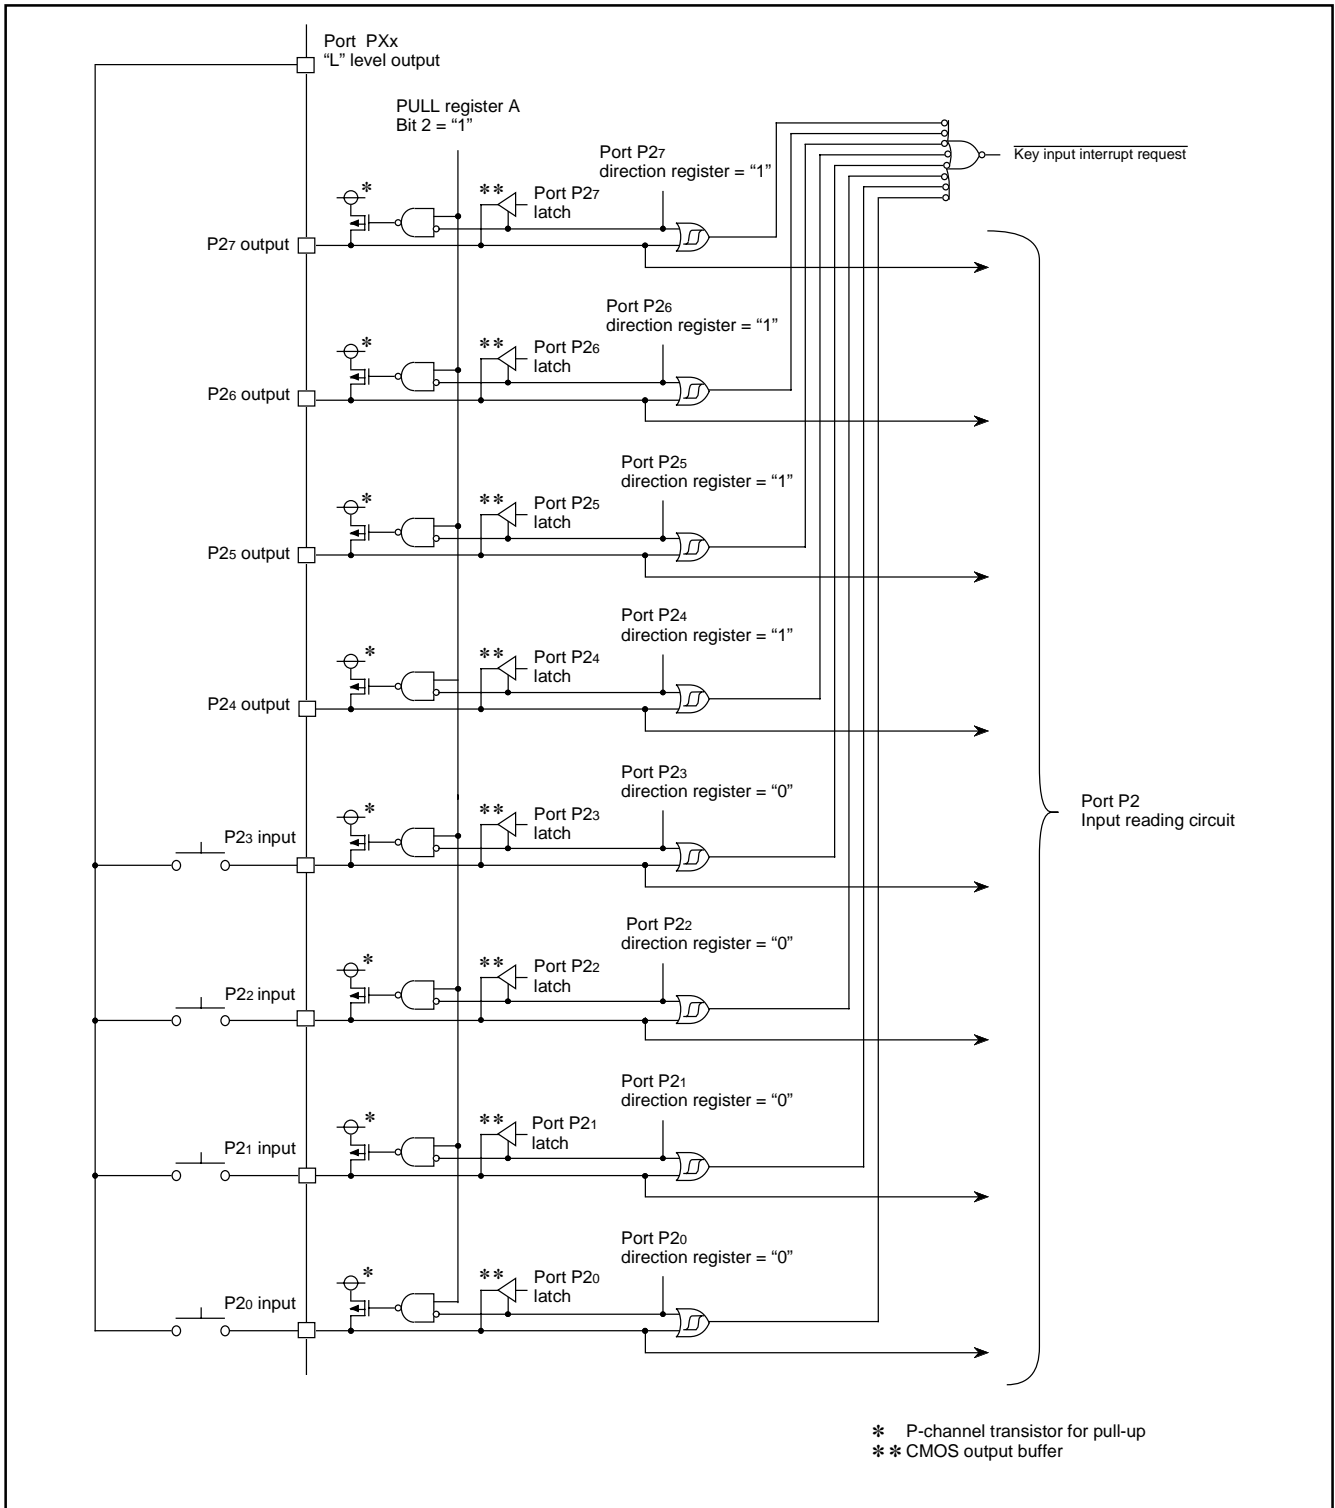 Port PXx
“L” level output
PULL register A
Bit 2 = “1”
Key input interrupt request
Port P27
direction register = “1”
* ** Port P27
latch
P27 output
Port P26
direction register = “1”
* ** Port P26
latch
P26 output
Port P25
direction register = “1”
* ** Port P25
latch
P25 output
Port P24
direction register = “1”
* ** Port P24
latch
P24 output
Port P23
direction register = “0”
* ** Port P23
latch
P23 input
Port P2
Input reading circuit
Port P22
direction register = “0”
* ** Port P22
latch
P22 input
Port P21
direction register = “0”
* ** Port P21
latch
P21 input
Port P20
direction register = “0”
* ** Port P20
latch
P20 input
* P-channel transistor for pull-up
** CMOS output buffer